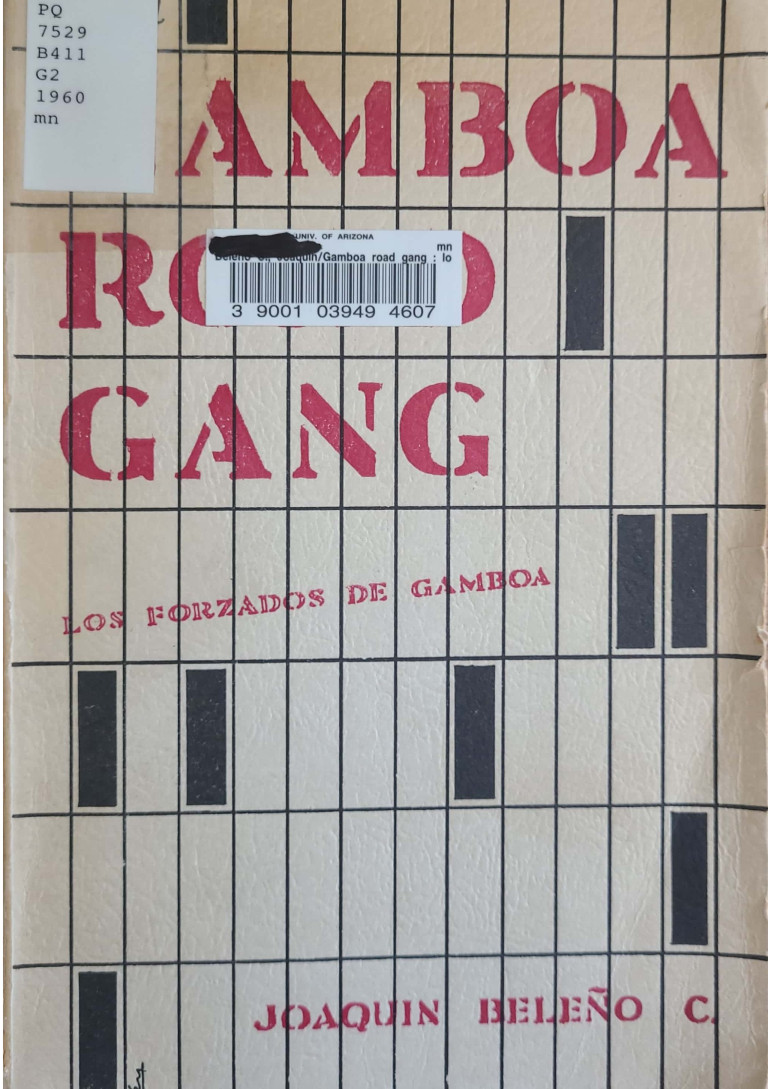 PQ
7529
B411
G2
1960
mn
AMBOA
UNIV. OF ARIZONA
mn
Joaquin/Gamboa road gang : lo
3 9001 03949 4607
GANG
LOS FORZADOS DE GAMBOA
JOAQUIN BELEÑO C.